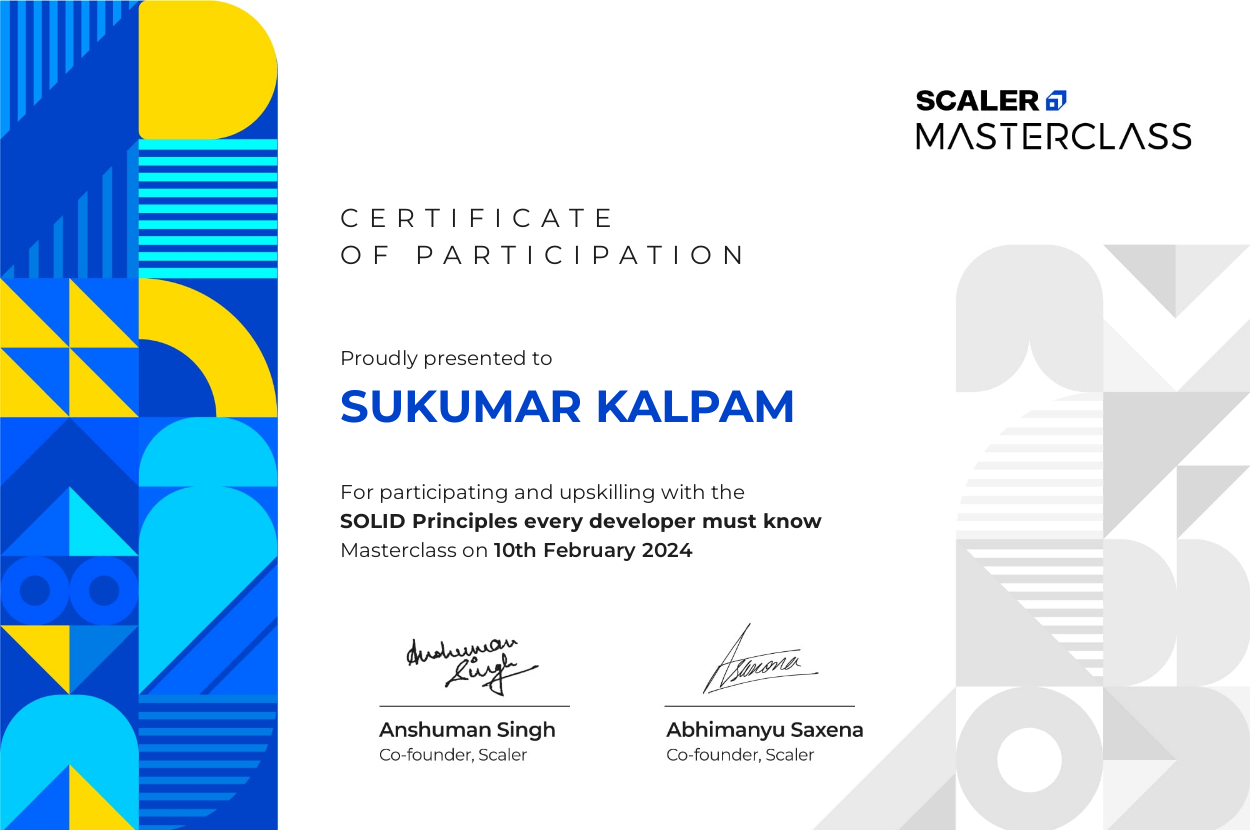 SCALER
MASTERCLASS
CERTIFICATE
OF PARTICIPATION
Proudly presented to
SUKUMAR KALPAM
For participating and upskilling with the
SOLID Principles every developer must know
Masterclass on 10th February 2024
Anshuman Singh
Anshuman Singh
Co-founder, Scaler
Asaxena
Abhimanyu Saxena
Co-founder, Scaler